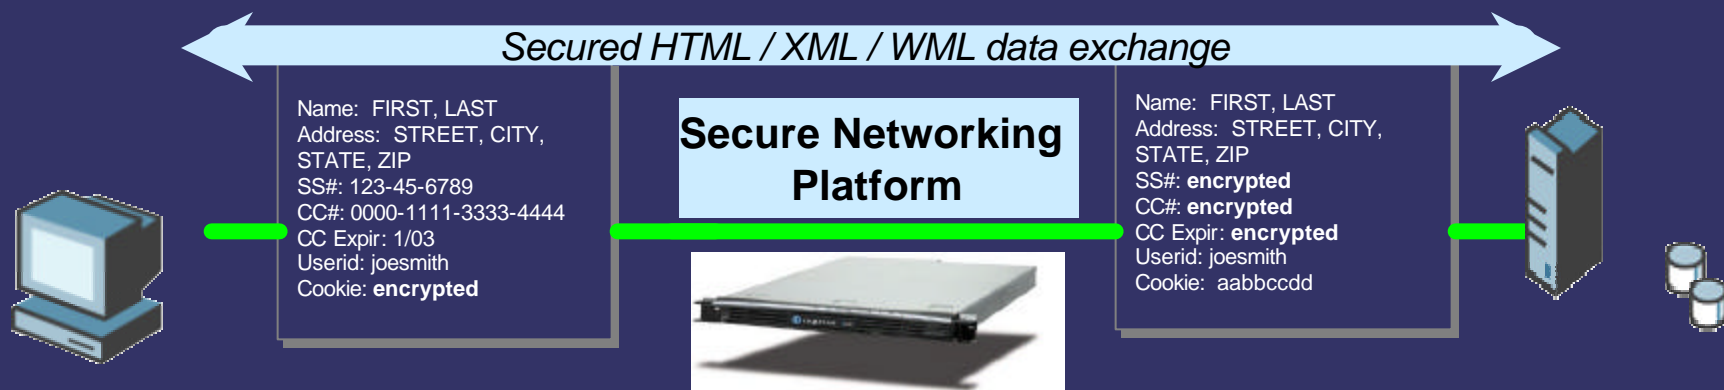 Secured HTML / XML / WML data exchange
Name: FIRST, LAST
Address: STREET, CITY,
STATE, ZIP
SS#: 123-45-6789
CC#: 0000-1111-3333-4444
CC Expir: 1/03
Userid: joesmith
Cookie: encrypted
Secure Networking
Platform
Name: FIRST, LAST
Address: STREET, CITY,
STATE, ZIP
SS#: encrypted
CC#: encrypted
CC Expir: encrypted
Userid: joesmith
Cookie: aabbccdd